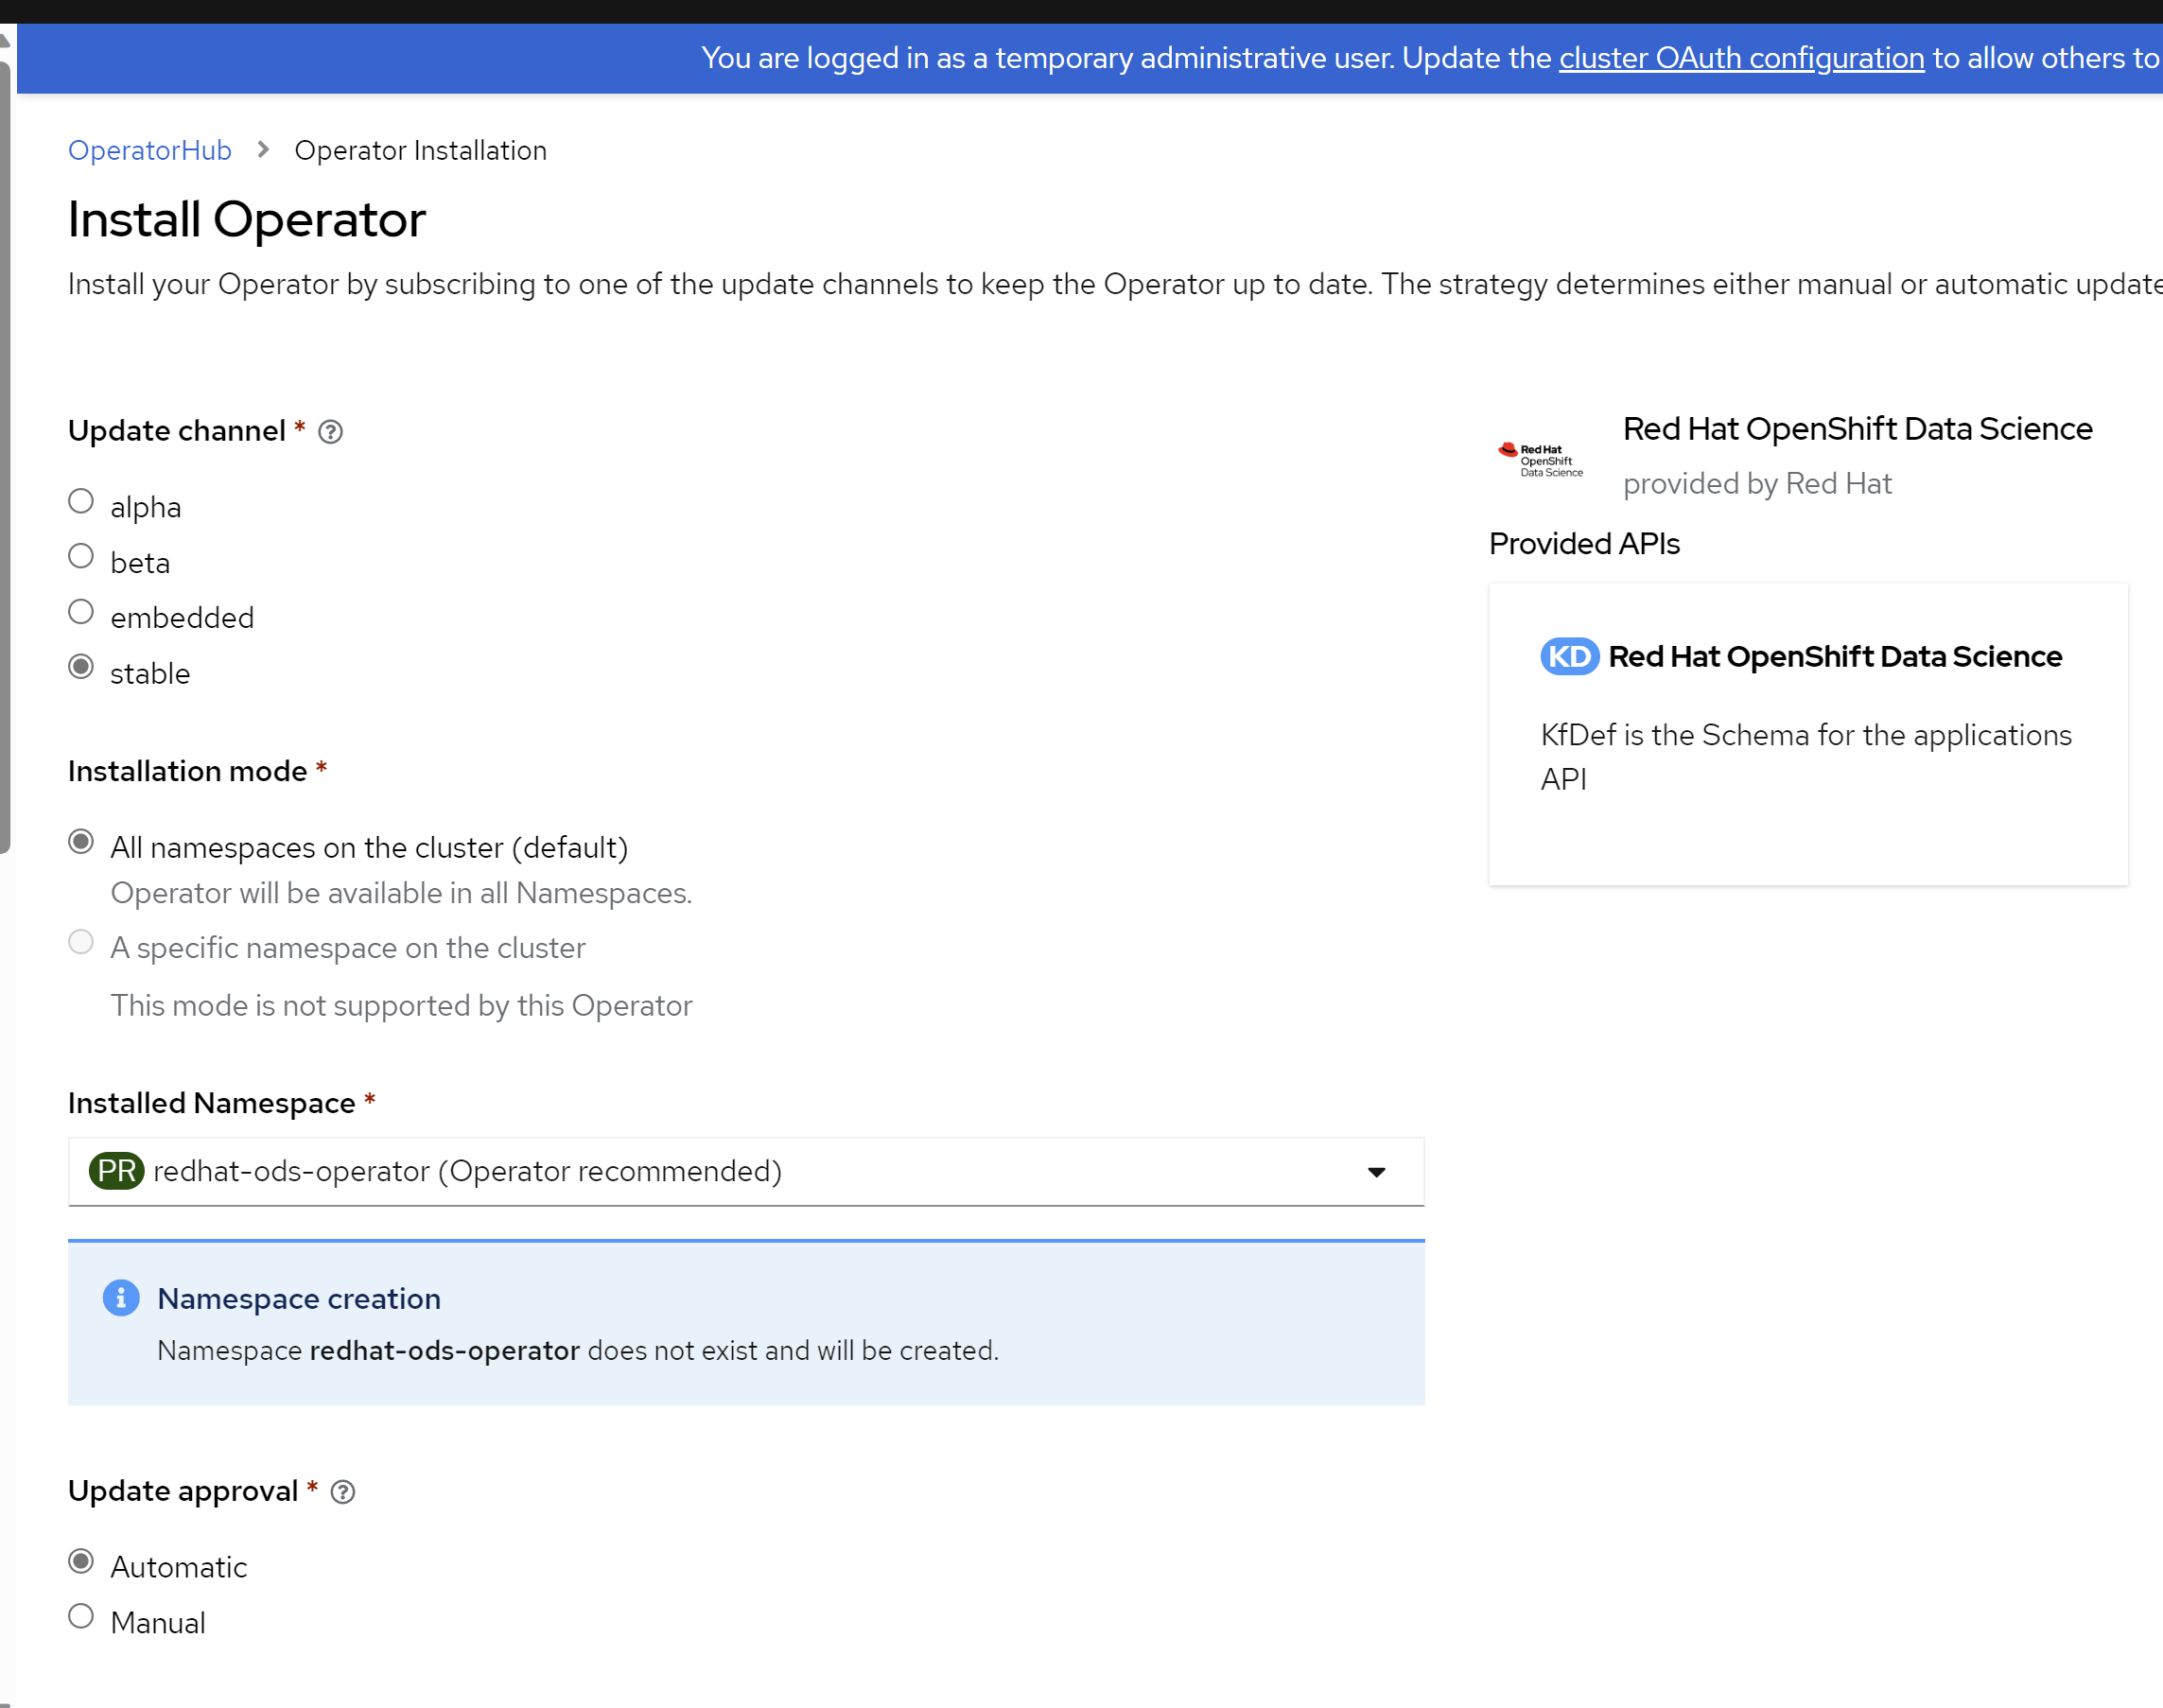 You are logged in as a temporary administrative user. Update the cluster OAuth configuration to allow others to
OperatorHub > Operator Installation
Install Operator
Install your Operator by subscribing to one of the update channels to keep the Operator up to date. The strategy determines either manual or automatic update
Update channel *
alpha
beta
embedded
stable
Installation mode *
All namespaces on the cluster (default)
Operator will be available in all Namespaces.
A specific namespace on the cluster
This mode is not supported by this Operator
Installed Namespace *
PR redhat-ods-operator (Operator recommended)
Namespace creation
Namespace redhat-ods-operator does not exist and will be created.
Update approval *
Automatic
Manual
Red Hat
OpenShift
Data Science
Red Hat OpenShift Data Science
provided by Red Hat
Provided APIs
KD Red Hat OpenShift Data Science
KfDef is the Schema for the applications
API